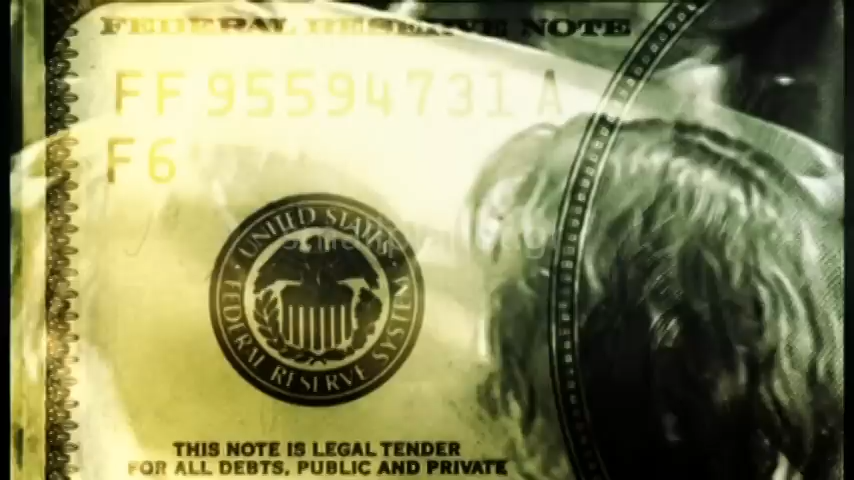 FEDERAL RESERVE NOTE
FF 95594731 A
F6
UNITED STATES
FEDERAL RESERVE SYSTEM
THIS NOTE IS LEGAL TENDER
FOR ALL DEBTS, PUBLIC AND PRIVATE